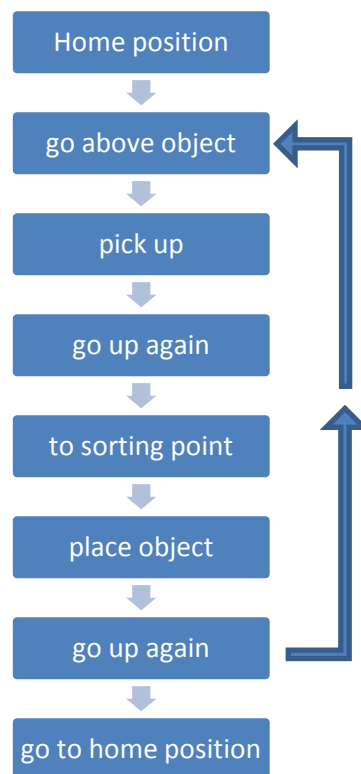 Home position
go above object
pick up
go up again
to sorting point
place object
go up again
go to home position